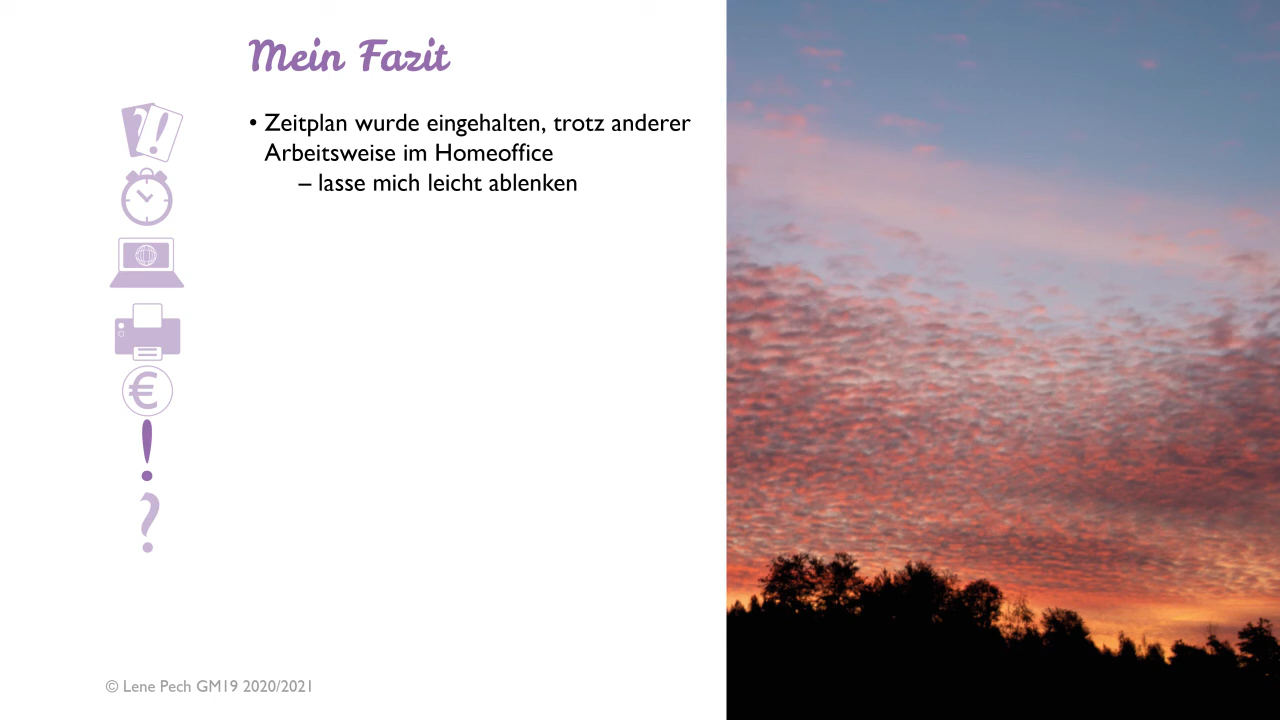 Mein Fazit
• Zeitplan wurde eingehalten, trotz anderer
Arbeitsweise im Homeoffice
– lasse mich leicht ablenken
?!
€
!
?
© Lene Pech GM19 2020/2021